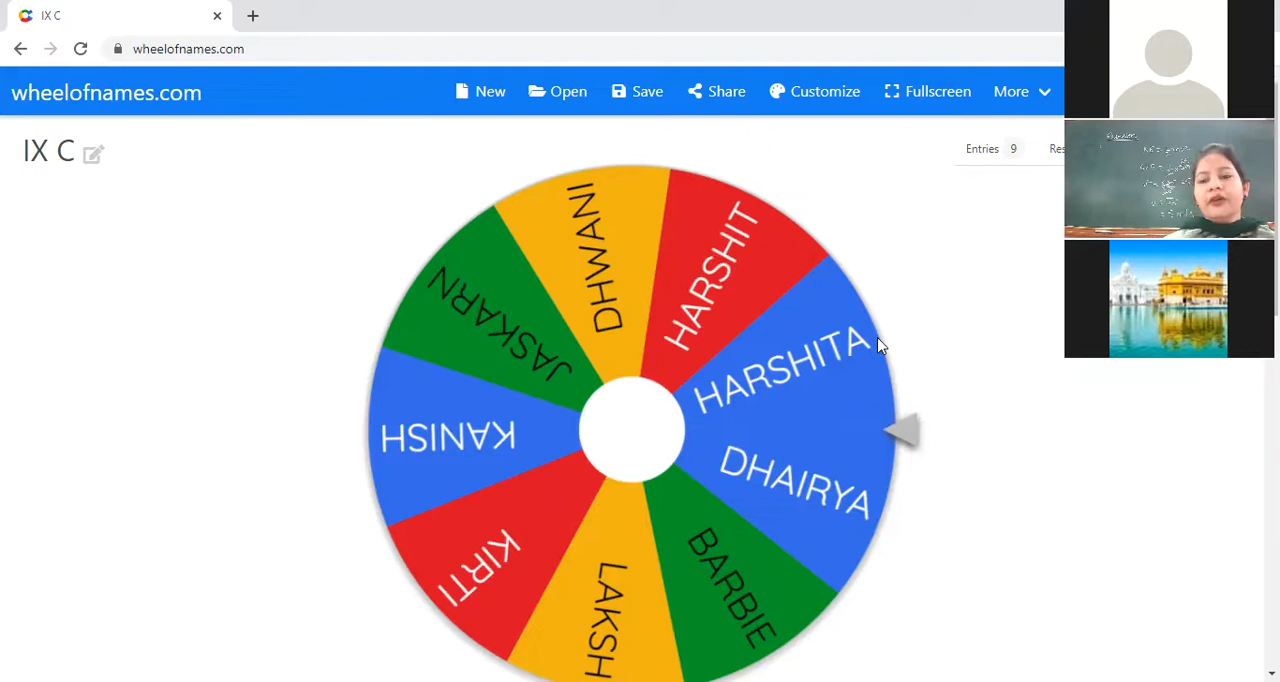 IX C
wheelofnames.com
wheelofnames.com New Open Save Share Customize Fullscreen More
IX C
Entries 9
DHWANI
HARSHIT
HARSHITA
DHAIRYA
BARBIE
LAKSH
KIRTI
KANISH
JASKARN